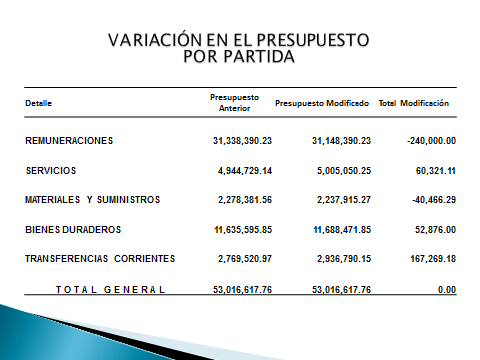 VARIACIÓN EN EL PRESUPUESTO
POR PARTIDA
Detalle Presupuesto Anterior Presupuesto Modificado Total Modificación
REMUNERACIONES 31,338,390.23 31,148,390.23 -240,000.00
SERVICIOS 4,944,729.14 5,005,050.25 60,321.11
MATERIALES Y SUMINISTROS 2,278,381.56 2,237,915.27 -40,466.29
BIENES DURADEROS 11,635,595.85 11,688,471.85 52,876.00
TRANSFERENCIAS CORRIENTES 2,769,520.97 2,936,790.15 167,269.18
T O T A L G E N E R A L 53,016,617.76 53,016,617.76 0.00